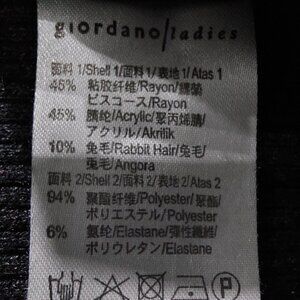 giordano/ladies
面料 1/Shell 1/面料 1/表地 1/Atas 1
45% 粘胶纤维/Rayon/嫘縈
ビスコース/Rayon
45% 腈纶/Acrylic/聚丙烯腈/
アクリル/Akrilik
10% 兔毛/Rabbit Hair/兔毛/
兎毛/Angora
面料 2/Shell 2/面料 2/表地 2/Atas 2
94% 聚酯纤维/Polyester/聚酯/
ポリエステル/Polyester
6% 氨纶/Elastane/彈性纖維/
ポリウレタン/Elastane
P